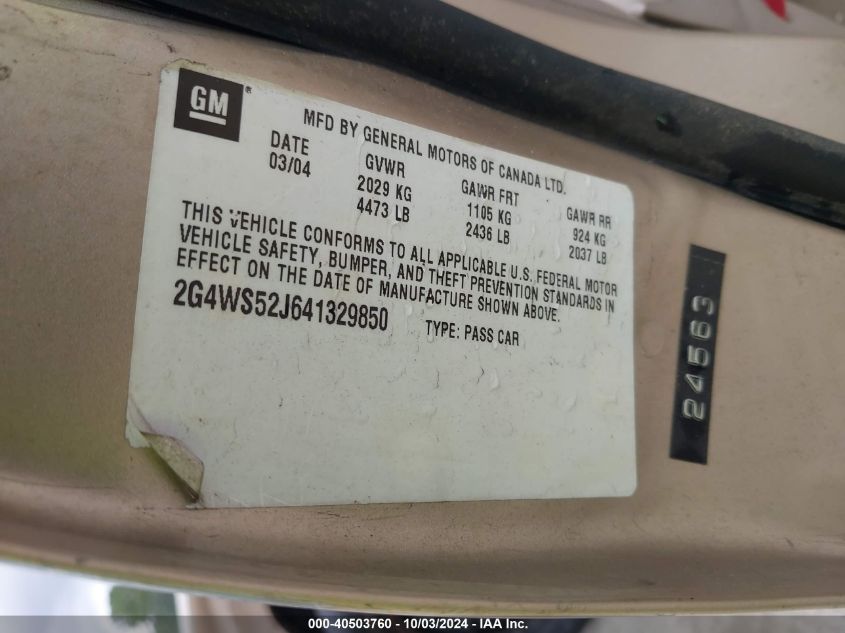 GM
MFD BY GENERAL MOTORS OF CANADA LTD.
DATE GVWR GAWR FRT GAWR RR
03/04 2029 KG 1105 KG 924 KG
4473 LB 2436 LB 2037 LB
THIS VEHICLE CONFORMS TO ALL APPLICABLE U.S. FEDERAL MOTOR
VEHICLE SAFETY, BUMPER, AND THEFT PREVENTION STANDARDS IN
EFFECT ON THE DATE OF MANUFACTURE SHOWN ABOVE.
2G4WS52J641329850 TYPE: PASS CAR
24563
000-40503760 - 10/03/2024 - IAA Inc.